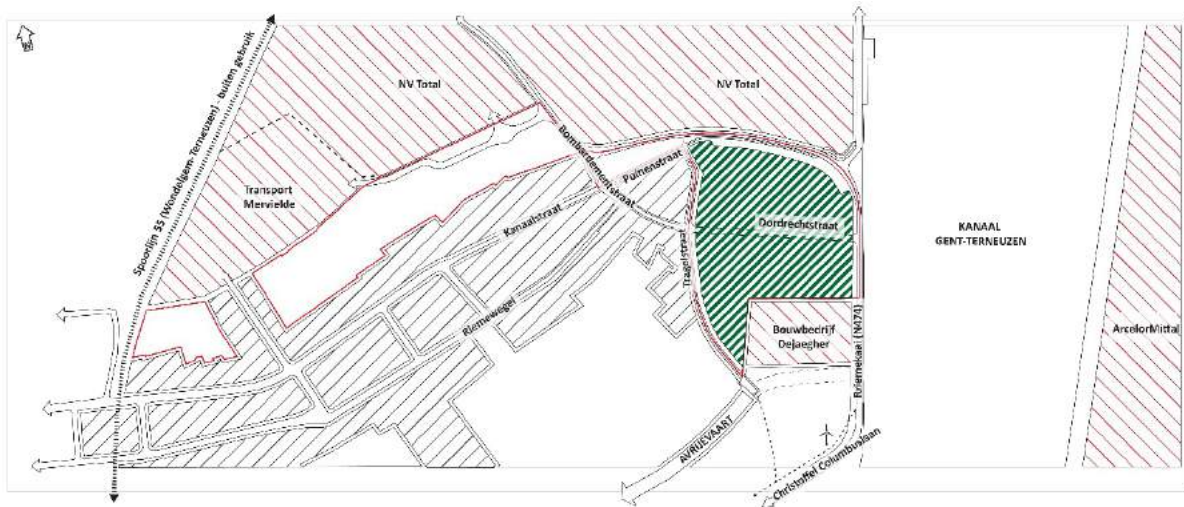 NV Total
NV Total
Spoorlijn 55 (Wondelgem-Terneuzen) - buiten gebruik
Bombardementstraat
Puinenstraat
Transport
Mervielde
Kanaalstraat
Dordrechtstraat
KANAAL
GENT-TERNEUZEN
Tragelstraat
Riemewegel
Bouwbedrijf
Dejaegher
Riemekaai (N474)
ArcelorMittal
AVRIJEVAART
Christoffel Columbuslaan